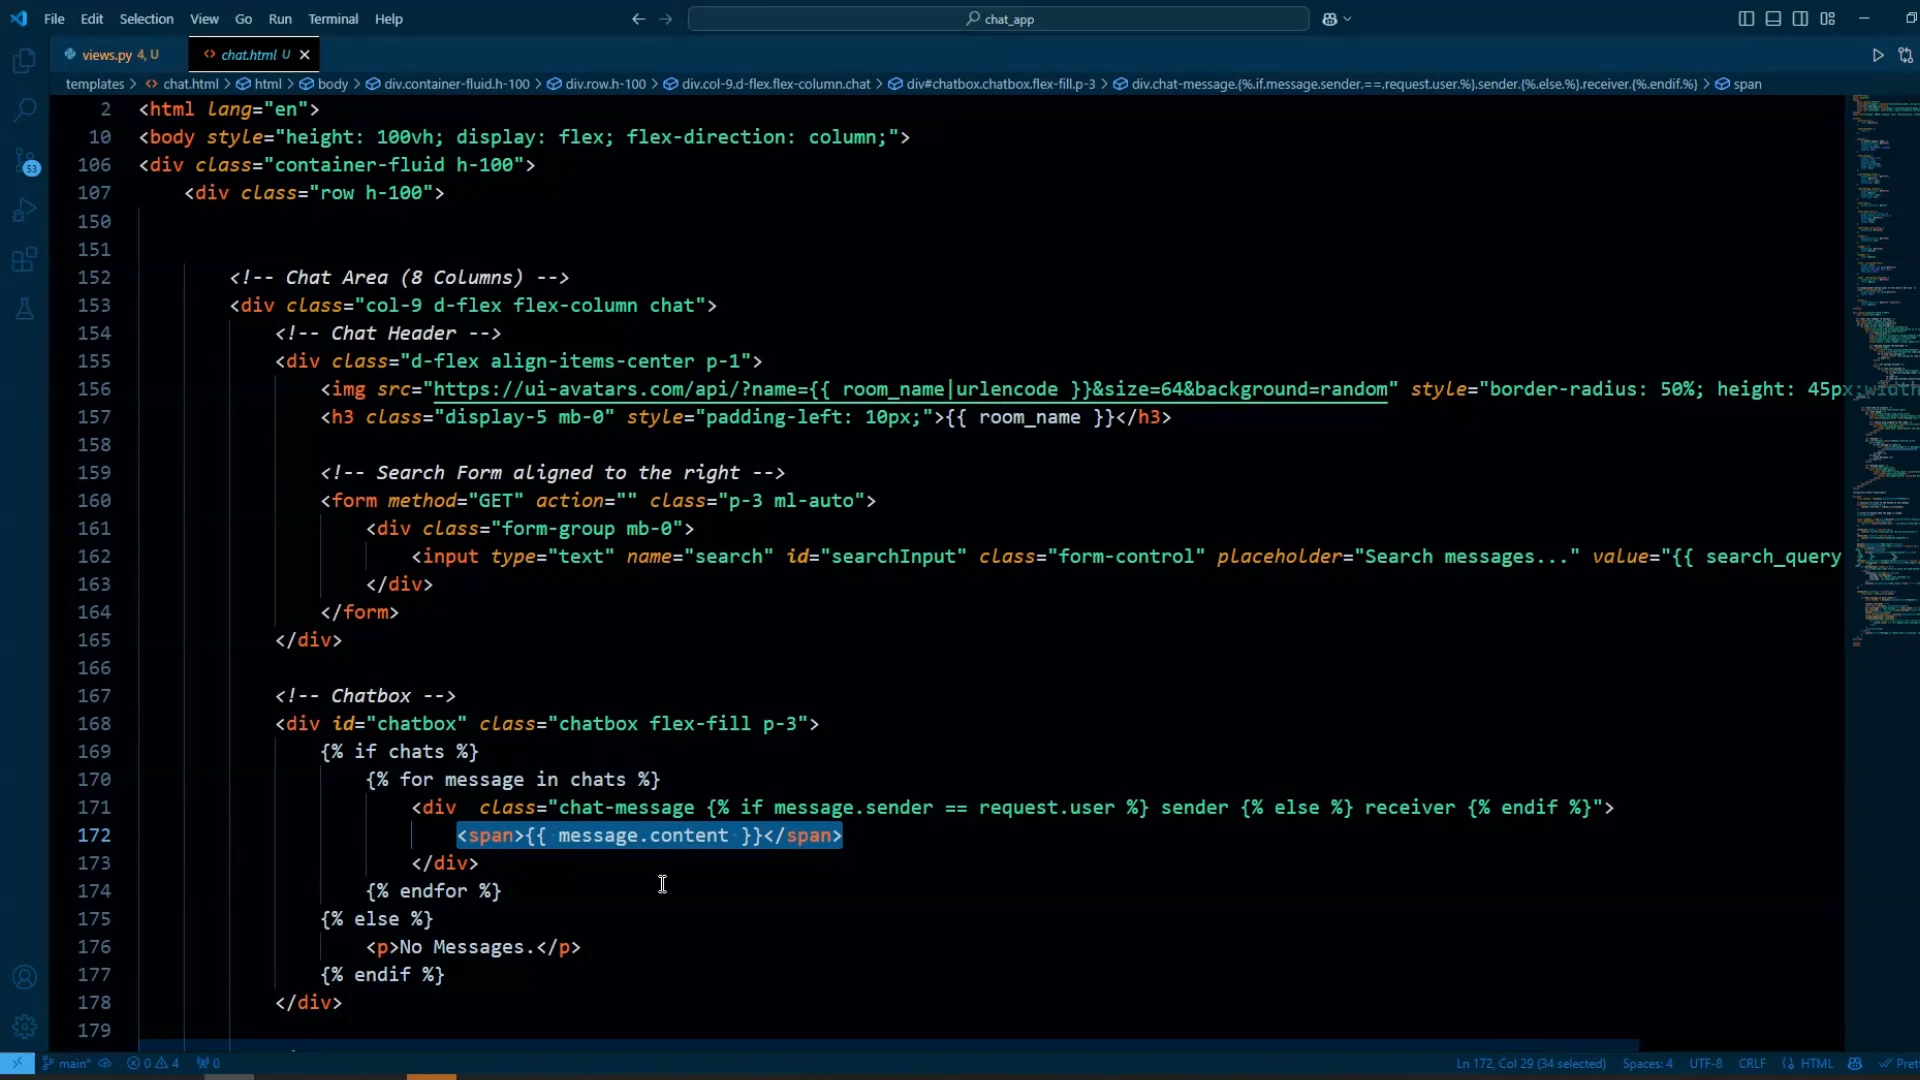 File Edit Selection View Go Run Terminal Help chat_app
views.py 4, U chat.html U
templates > chat.html > html > body > div.container-fluid.h-100 > div.row.h-100 > div.col-9.d-flex.flex-column.chat > div#chatbox.chatbox.flex-fill.p-3 > div.chat-message.{%.if.message.sender.==.request.user.%}.sender.{%.else.%}.receiver.{%.endif.%} > span
2 <html lang="en">
10 <body style="height: 100vh; display: flex; flex-direction: column;">
106 <div class="container-fluid h-100">
107 <div class="row h-100">
150
151
152 <!-- Chat Area (8 Columns) -->
153 <div class="col-9 d-flex flex-column chat">
154 <!-- Chat Header -->
155 <div class="d-flex align-items-center p-1">
156 <img src="https://ui-avatars.com/api/?name={{ room_name|urlencode }}&size=64&background=random" style="border-radius: 50%; height: 45px;width
157 <h3 class="display-5 mb-0" style="padding-left: 10px;">{{ room_name }}</h3>
158
159 <!-- Search Form aligned to the right -->
160 <form method="GET" action="" class="p-3 ml-auto">
161 <div class="form-group mb-0">
162 <input type="text" name="search" id="searchInput" class="form-control" placeholder="Search messages..." value="{{ search_query }}">
163 </div>
164 </form>
165 </div>
166
167 <!-- Chatbox -->
168 <div id="chatbox" class="chatbox flex-fill p-3">
169 {% if chats %}
170 {% for message in chats %}
171 <div  class="chat-message {% if message.sender == request.user %} sender {% else %} receiver {% endif %}">
172 <span>{{ message.content }}</span>
173 </div>
174 {% endfor %}
175 {% else %}
176 <p>No Messages.</p>
177 {% endif %}
178 </div>
179
53
main* 0 4 0 Ln 172, Col 29 (34 selected) Spaces: 4 UTF-8 CRLF HTML Pret